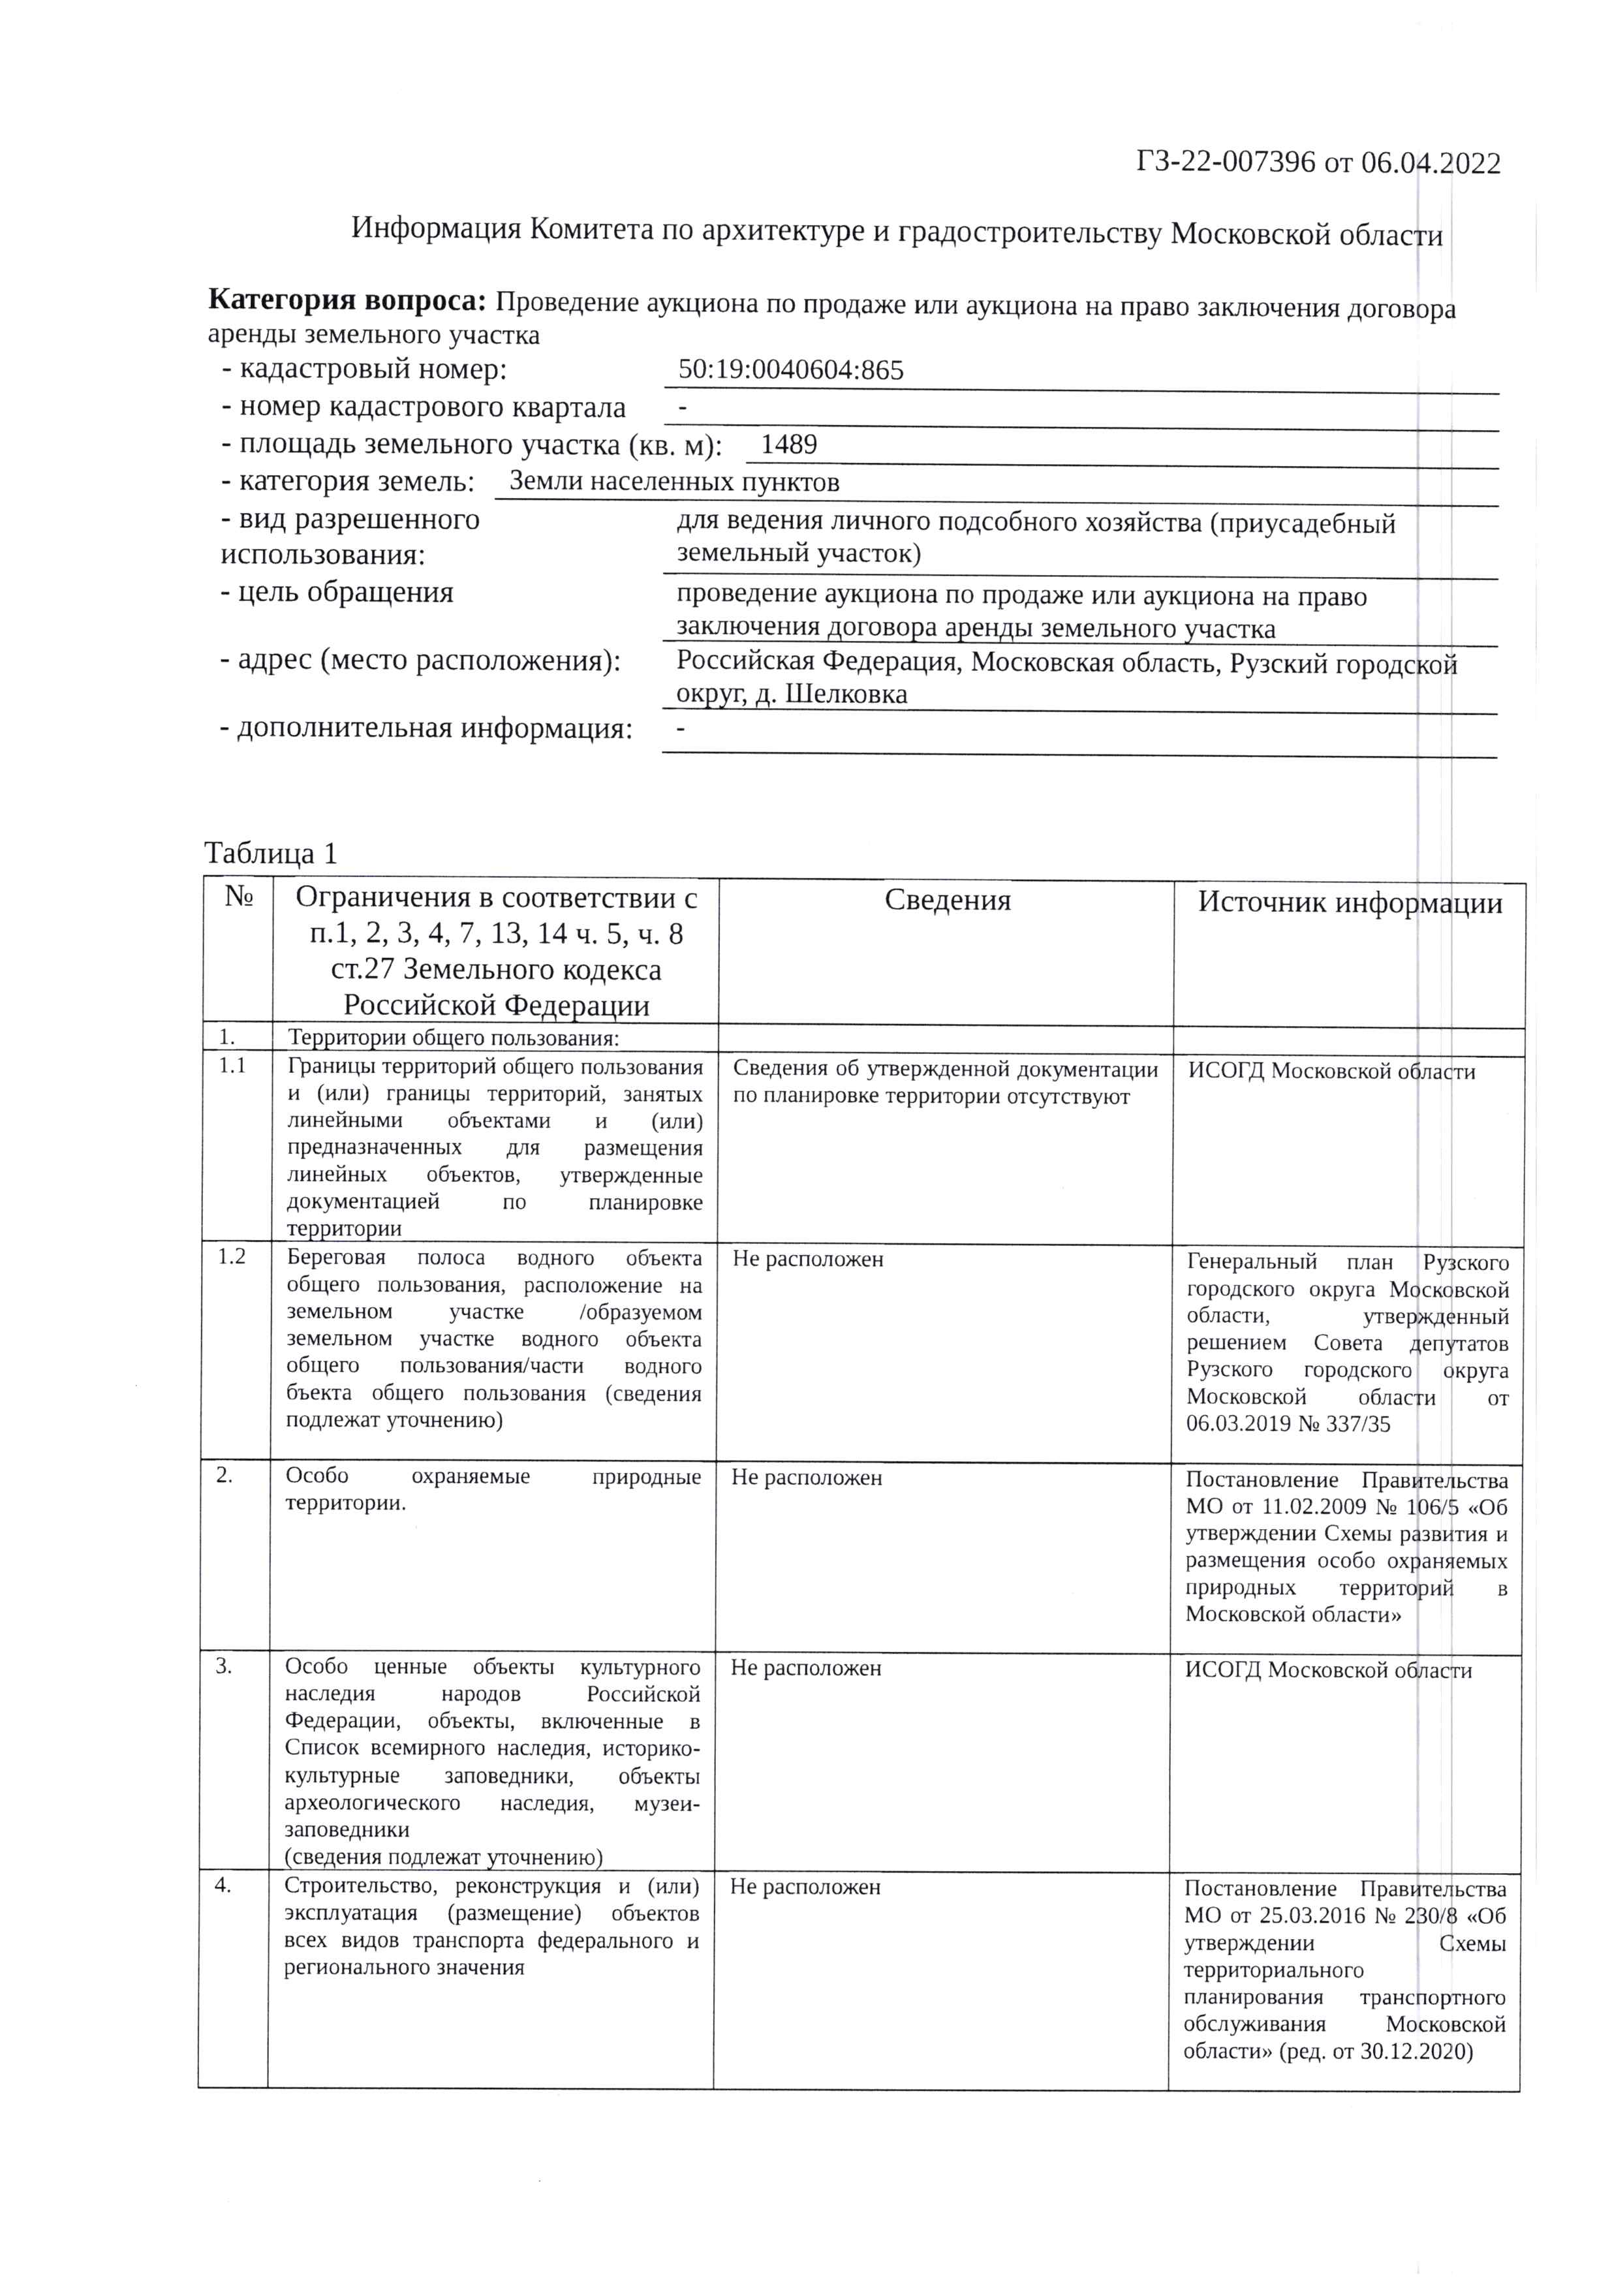 ГЗ-22-007396 от 06.04.2022
Информация Комитета по архитектуре и градостроительству Московской области
Категория вопроса: Проведение аукциона по продаже или аукциона на право заключения договора
аренды земельного участка
- кадастровый номер: 50:19:0040604:865
- номер кадастрового квартала -
- площадь земельного участка (кв. м): 1489
- категория земель: Земли населенных пунктов
- вид разрешенного
использования:
для ведения личного подсобного хозяйства (приусадебный
земельный участок)
- цель обращения
проведение аукциона по продаже или аукциона на право
заключения договора аренды земельного участка
- адрес (место расположения):
Российская Федерация, Московская область, Рузский городской
округ, д. Шелковка
- дополнительная информация: -
Таблица 1
№
Ограничения в соответствии с
п.1, 2, 3, 4, 7, 13, 14 ч. 5, ч. 8
ст.27 Земельного кодекса
Российской Федерации
Сведения
Источник информации
1.
Территории общего пользования:
1.1
Границы территорий общего пользования
и (или) границы территорий, занятых
линейными объектами и (или)
предназначенных для размещения
линейных объектов, утвержденные
документацией по планировке
территории
Сведения об утвержденной документации
по планировке территории отсутствуют
ИСОГД Московской области
1.2
Береговая полоса водного объекта
общего пользования, расположение на
земельном участке /образуемом
земельном участке водного объекта
общего пользования/части водного
бъекта общего пользования (сведения
подлежат уточнению)
Не расположен
Генеральный план Рузского
городского округа Московской
области, утвержденный
решением Совета депутатов
Рузского городского округа
Московской области от
06.03.2019 № 337/35
2.
Особо охраняемые природные
территории.
Не расположен
Постановление Правительства
МО от 11.02.2009 № 106/5 «Об
утверждении Схемы развития и
размещения особо охраняемых
природных территорий в
Московской области»
3.
Особо ценные объекты культурного
наследия народов Российской
Федерации, объекты, включенные в
Список всемирного наследия, историко-
культурные заповедники, объекты
археологического наследия, музеи-
заповедники
(сведения подлежат уточнению)
Не расположен
ИСОГД Московской области
4.
Строительство, реконструкция и (или)
эксплуатация (размещение) объектов
всех видов транспорта федерального и
регионального значения
Не расположен
Постановление Правительства
МО от 25.03.2016 № 230/8 «Об
утверждении Схемы
территориального
планирования транспортного
обслуживания Московской
области» (ред. от 30.12.2020)